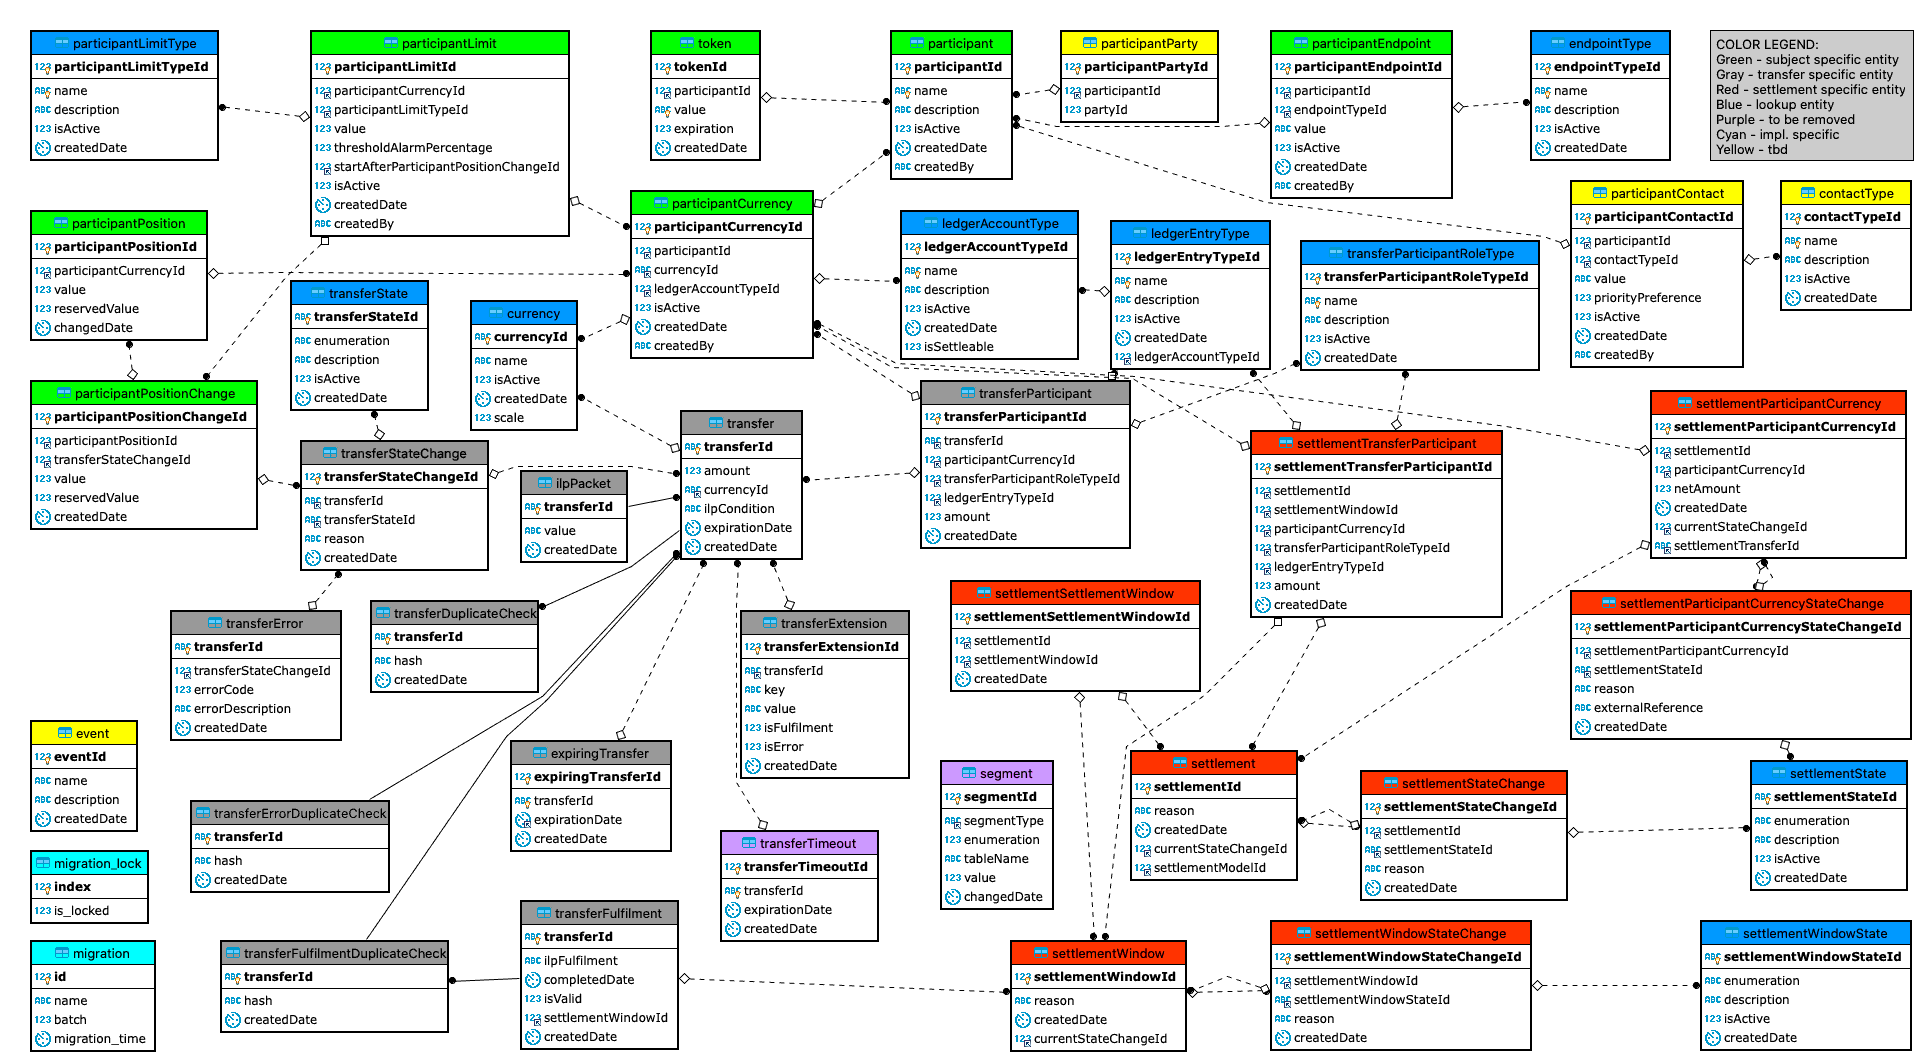 participantLimitType
participantLimitTypeId
name
description
isActive
createdDate
participantLimit
participantLimitId
participantCurrencyId
participantLimitTypeId
value
thresholdAlarmPercentage
startAfterParticipantPositionChangeId
isActive
createdDate
createdBy
token
tokenId
participantId
value
expiration
createdDate
participant
participantId
name
description
isActive
createdDate
createdBy
participantParty
participantPartyId
participantId
partyId
participantEndpoint
participantEndpointId
participantId
endpointTypeId
value
isActive
createdDate
createdBy
endpointType
endpointTypeId
name
description
isActive
createdDate
COLOR LEGEND:
Green - subject specific entity
Gray - transfer specific entity
Red - settlement specific entity
Blue - lookup entity
Purple - to be removed
Cyan - impl. specific
Yellow - tbd
participantContact
participantContactId
participantId
contactTypeId
value
priorityPreference
isActive
createdDate
createdBy
contactType
contactTypeId
name
description
isActive
createdDate
participantPosition
participantPositionId
participantCurrencyId
value
reservedValue
changedDate
participantCurrency
participantCurrencyId
participantId
currencyId
ledgerAccountTypeId
isActive
createdDate
createdBy
ledgerAccountType
ledgerAccountTypeId
name
description
isActive
createdDate
isSettleable
ledgerEntryType
ledgerEntryTypeId
name
description
isActive
createdDate
ledgerAccountTypeId
transferParticipantRoleType
transferParticipantRoleTypeId
name
description
isActive
createdDate
transferState
transferStateId
enumeration
description
isActive
createdDate
currency
currencyId
name
isActive
createdDate
scale
participantPositionChange
participantPositionChangeId
participantPositionId
transferStateChangeId
value
reservedValue
createdDate
transferStateChange
transferStateChangeId
transferId
transferStateId
reason
createdDate
ilpPacket
transferId
value
createdDate
transfer
transferId
amount
currencyId
ilpCondition
expirationDate
createdDate
transferParticipant
transferParticipantId
transferId
participantCurrencyId
transferParticipantRoleTypeId
ledgerEntryTypeId
amount
createdDate
settlementTransferParticipant
settlementTransferParticipantId
settlementId
settlementWindowId
participantCurrencyId
transferParticipantRoleTypeId
ledgerEntryTypeId
amount
createdDate
settlementParticipantCurrency
settlementParticipantCurrencyId
settlementId
participantCurrencyId
netAmount
createdDate
currentStateChangeId
settlementTransferId
transferError
transferId
transferStateChangeId
errorCode
errorDescription
createdDate
transferDuplicateCheck
transferId
hash
createdDate
transferExtension
transferExtensionId
transferId
key
value
isFulfilment
isError
createdDate
settlementSettlementWindow
settlementSettlementWindowId
settlementId
settlementWindowId
createdDate
settlementParticipantCurrencyStateChange
settlementParticipantCurrencyStateChangeId
settlementParticipantCurrencyId
settlementStateId
reason
externalReference
createdDate
event
eventId
name
description
createdDate
expiringTransfer
expiringTransferId
transferId
expirationDate
createdDate
segment
segmentId
segmentType
enumeration
tableName
value
changedDate
settlement
settlementId
reason
createdDate
currentStateChangeId
settlementModelId
settlementStateChange
settlementStateChangeId
settlementId
settlementStateId
reason
createdDate
settlementState
settlementStateId
enumeration
description
isActive
createdDate
transferErrorDuplicateCheck
transferId
hash
createdDate
transferTimeout
transferTimeoutId
transferId
expirationDate
createdDate
migration_lock
index
is_locked
migration
id
name
batch
migration_time
transferFulfilmentDuplicateCheck
transferId
hash
createdDate
transferFulfilment
transferId
ilpFulfilment
completedDate
isValid
settlementWindowId
createdDate
settlementWindow
settlementWindowId
reason
createdDate
currentStateChangeId
settlementWindowStateChange
settlementWindowStateChangeId
settlementWindowId
settlementWindowStateId
reason
createdDate
settlementWindowState
settlementWindowStateId
enumeration
description
isActive
createdDate